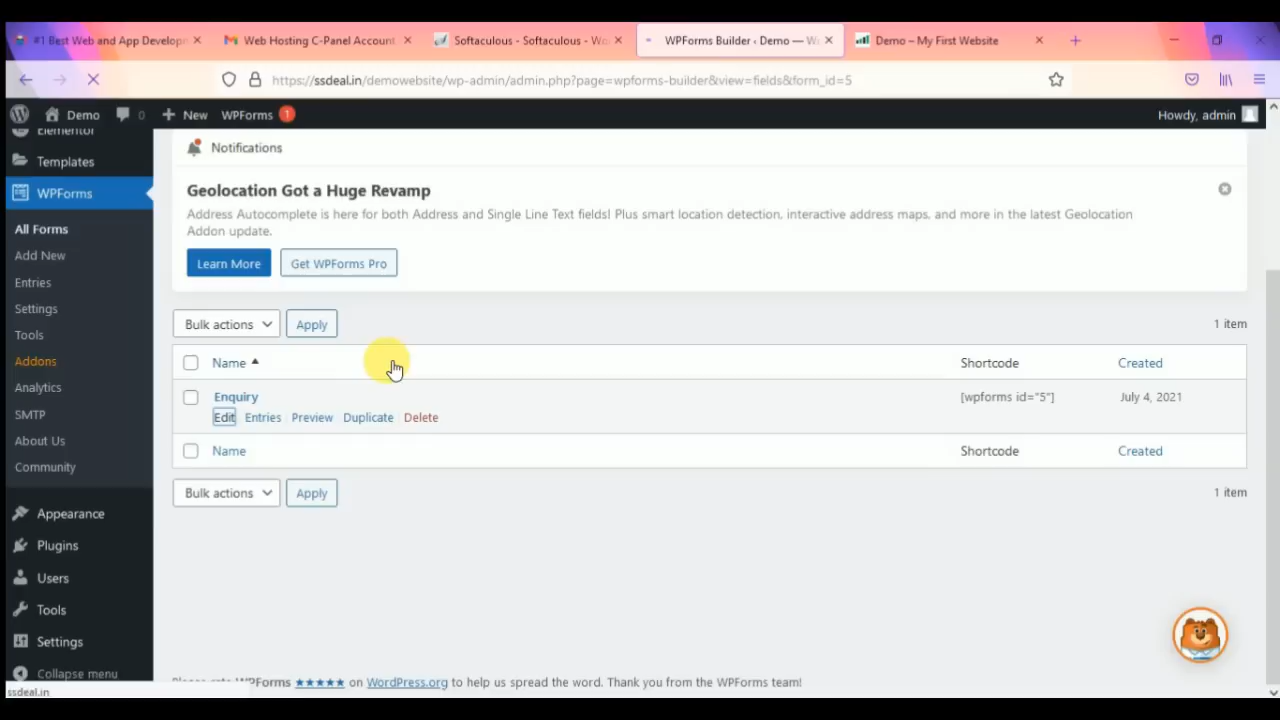 #1 Best Web and App Develop
Web Hosting C-Panel Account
Softaculous - Softaculous - Wo
WPForms Builder ‹ Demo — Wo
Demo – My First Website
https://ssdeal.in/demowebsite/wp-admin/admin.php?page=wpforms-builder&view=fields&form_id=5
Demo
0
New
WPForms 1
Howdy, admin
Elementor
Templates
WPForms
All Forms
Add New
Entries
Settings
Tools
Addons
Analytics
SMTP
About Us
Community
Appearance
Plugins
Users
Tools
Settings
Collapse menu
ssdeal.in
Notifications
Geolocation Got a Huge Revamp
Address Autocomplete is here for both Address and Single Line Text fields! Plus smart location detection, interactive address maps, and more in the latest Geolocation
Addon update.
Learn More
Get WPForms Pro
Bulk actions
Apply
1 item
Name
Shortcode
Created
Enquiry
[wpforms id="5"]
July 4, 2021
Edit
Entries
Preview
Duplicate
Delete
Name
Shortcode
Created
Bulk actions
Apply
1 item
Please rate WPForms ★★★★★ on WordPress.org to help us spread the word. Thank you from the WPForms team!